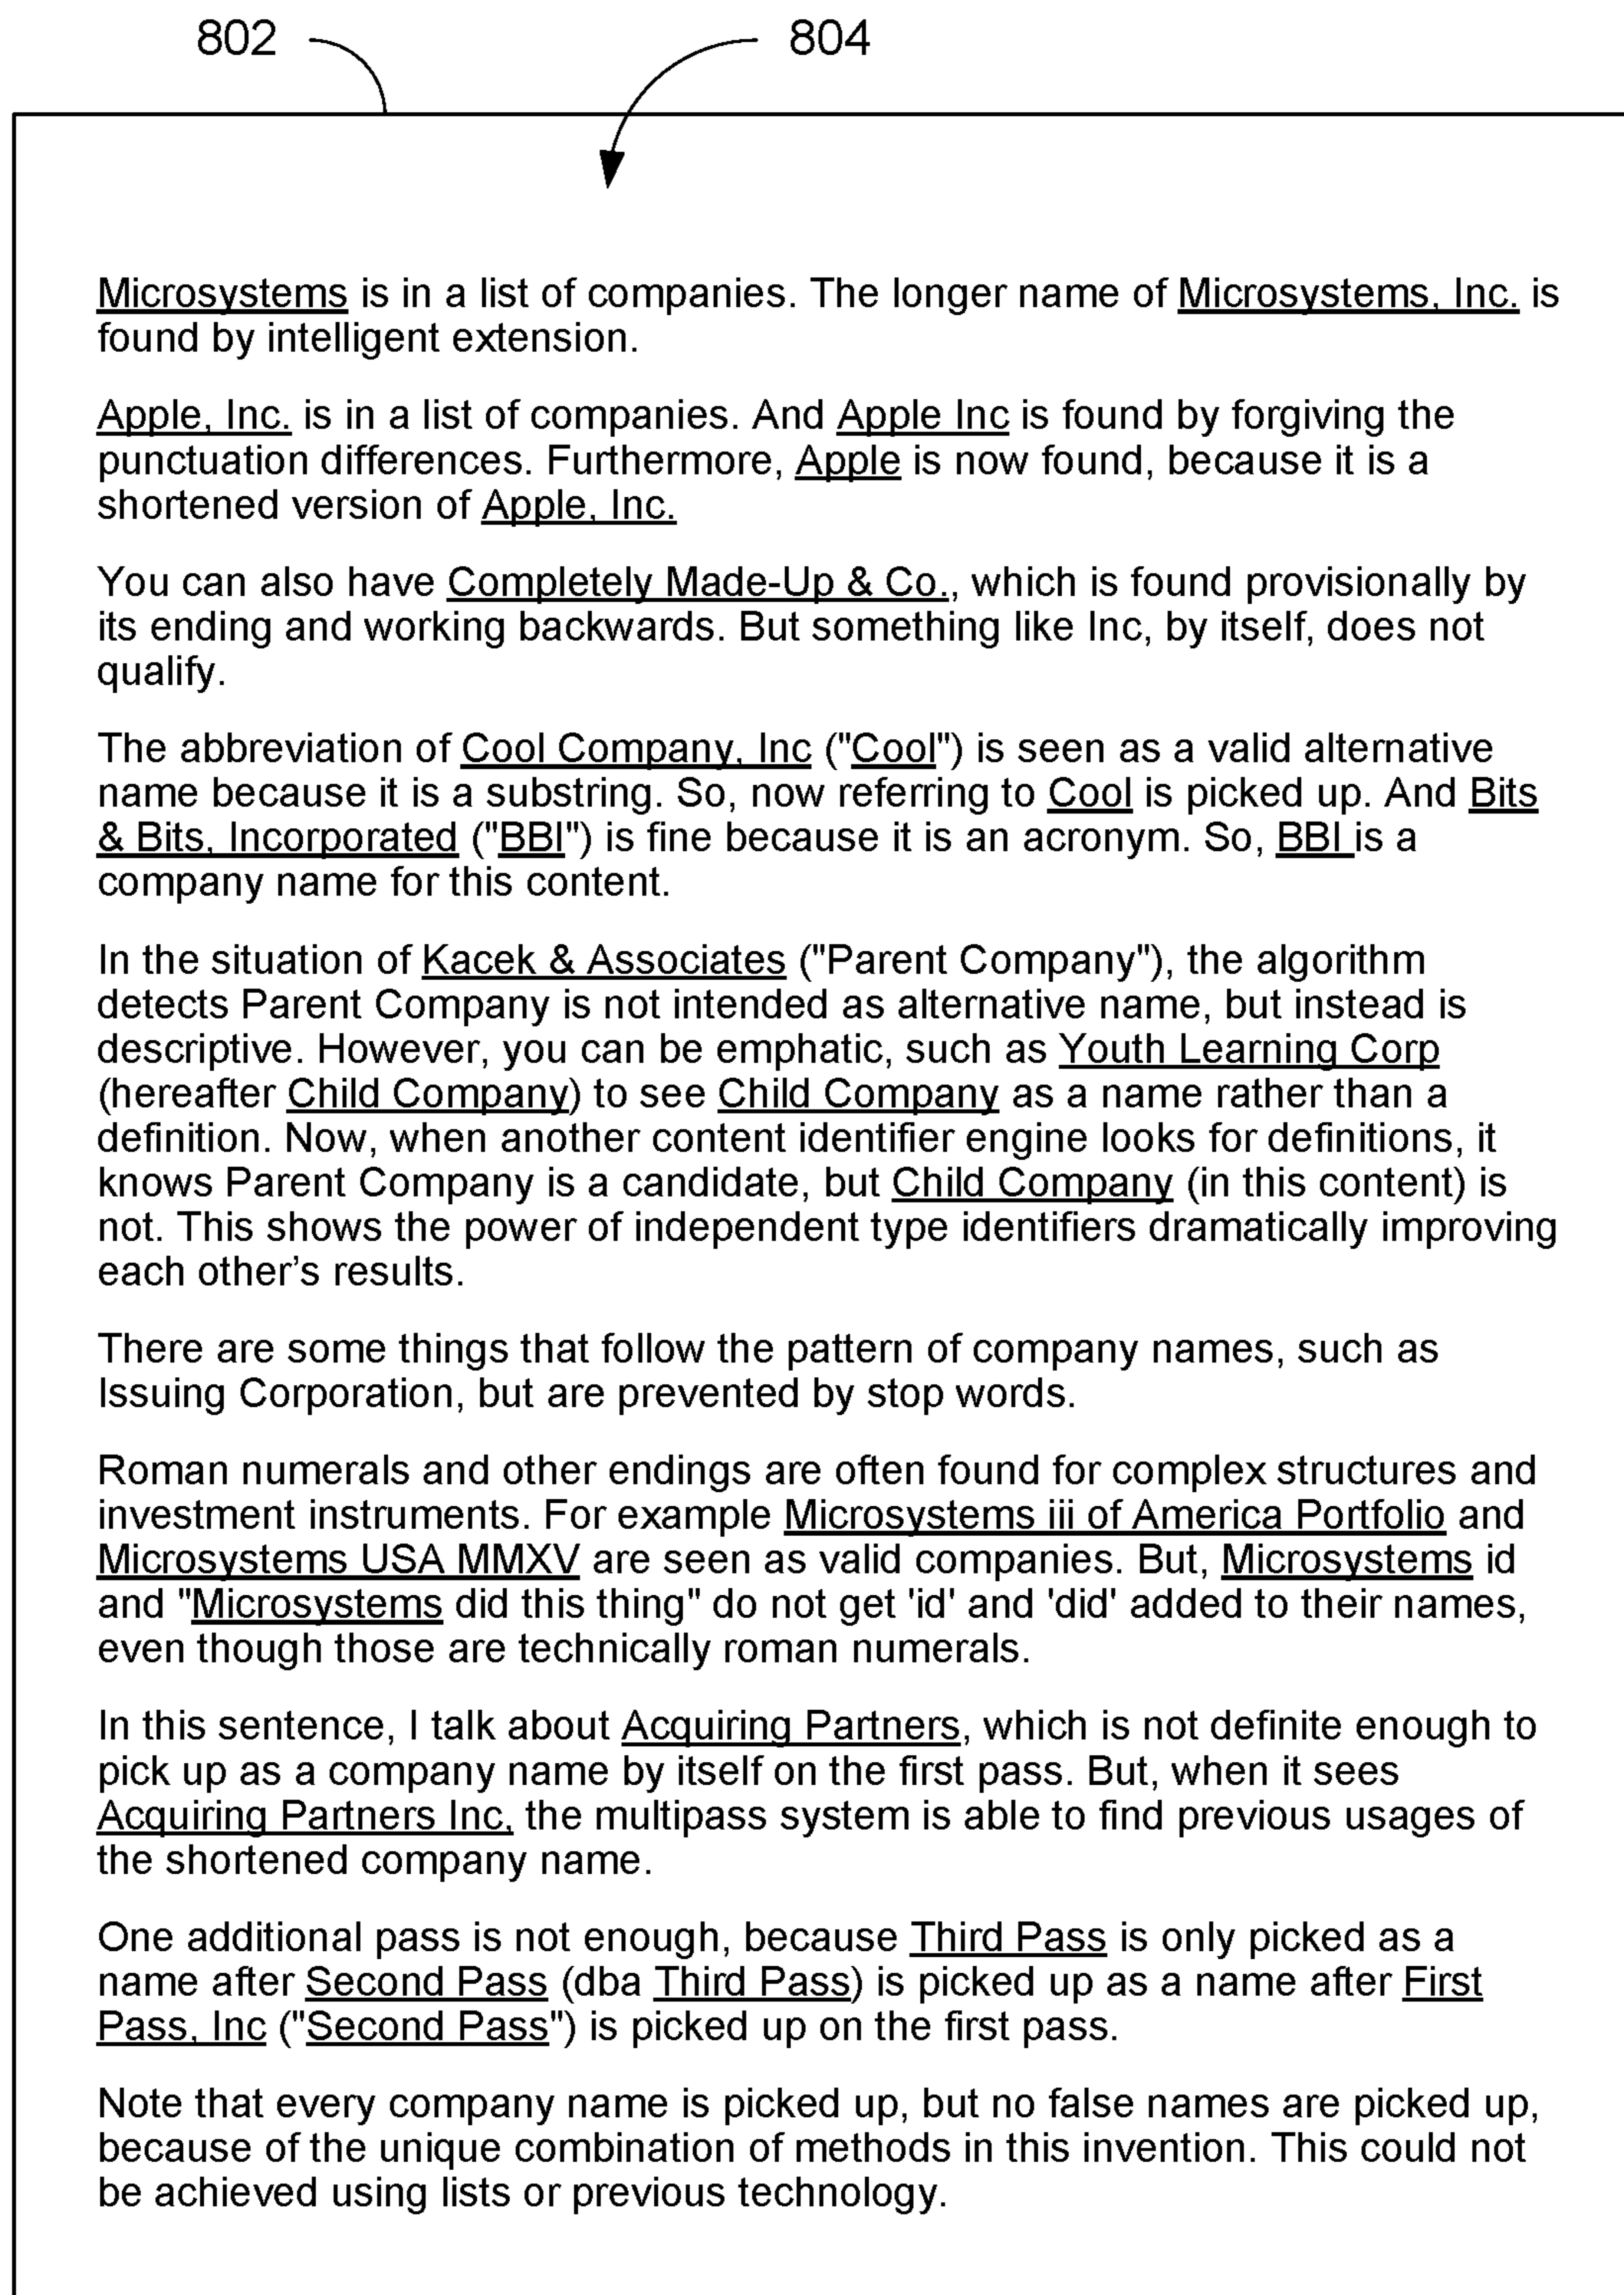 802 804
Microsystems is in a list of companies. The longer name of Microsystems, Inc. is
found by intelligent extension.
Apple, Inc. is in a list of companies. And Apple Inc is found by forgiving the
punctuation differences. Furthermore, Apple is now found, because it is a
shortened version of Apple, Inc.
You can also have Completely Made-Up & Co., which is found provisionally by
its ending and working backwards. But something like Inc, by itself, does not
qualify.
The abbreviation of Cool Company, Inc ("Cool") is seen as a valid alternative
name because it is a substring. So, now referring to Cool is picked up. And Bits
& Bits, Incorporated ("BBI") is fine because it is an acronym. So, BBI is a
company name for this content.
In the situation of Kacek & Associates ("Parent Company"), the algorithm
detects Parent Company is not intended as alternative name, but instead is
descriptive. However, you can be emphatic, such as Youth Learning Corp
(hereafter Child Company) to see Child Company as a name rather than a
definition. Now, when another content identifier engine looks for definitions, it
knows Parent Company is a candidate, but Child Company (in this content) is
not. This shows the power of independent type identifiers dramatically improving
each other’s results.
There are some things that follow the pattern of company names, such as
Issuing Corporation, but are prevented by stop words.
Roman numerals and other endings are often found for complex structures and
investment instruments. For example Microsystems iii of America Portfolio and
Microsystems USA MMXV are seen as valid companies. But, Microsystems id
and "Microsystems did this thing" do not get 'id' and 'did' added to their names,
even though those are technically roman numerals.
In this sentence, I talk about Acquiring Partners, which is not definite enough to
pick up as a company name by itself on the first pass. But, when it sees
Acquiring Partners Inc, the multipass system is able to find previous usages of
the shortened company name.
One additional pass is not enough, because Third Pass is only picked as a
name after Second Pass (dba Third Pass) is picked up as a name after First
Pass, Inc ("Second Pass") is picked up on the first pass.
Note that every company name is picked up, but no false names are picked up,
because of the unique combination of methods in this invention. This could not
be achieved using lists or previous technology.